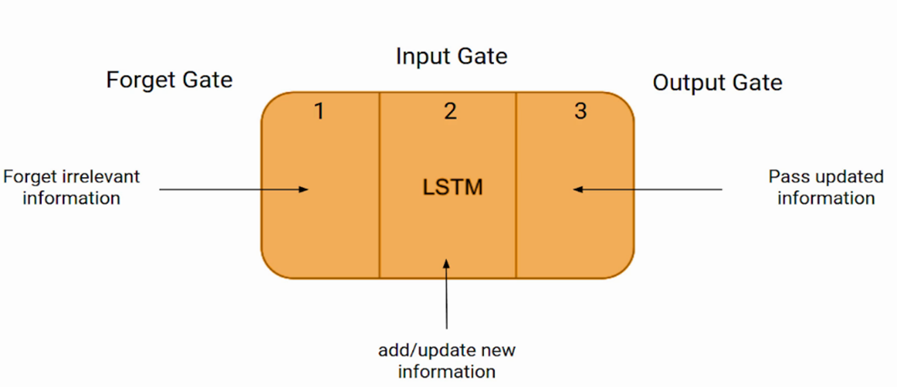 Input Gate
Forget Gate
Output Gate
1
2
3
Forget irrelevant
information
LSTM
Pass updated
information
add/update new
information